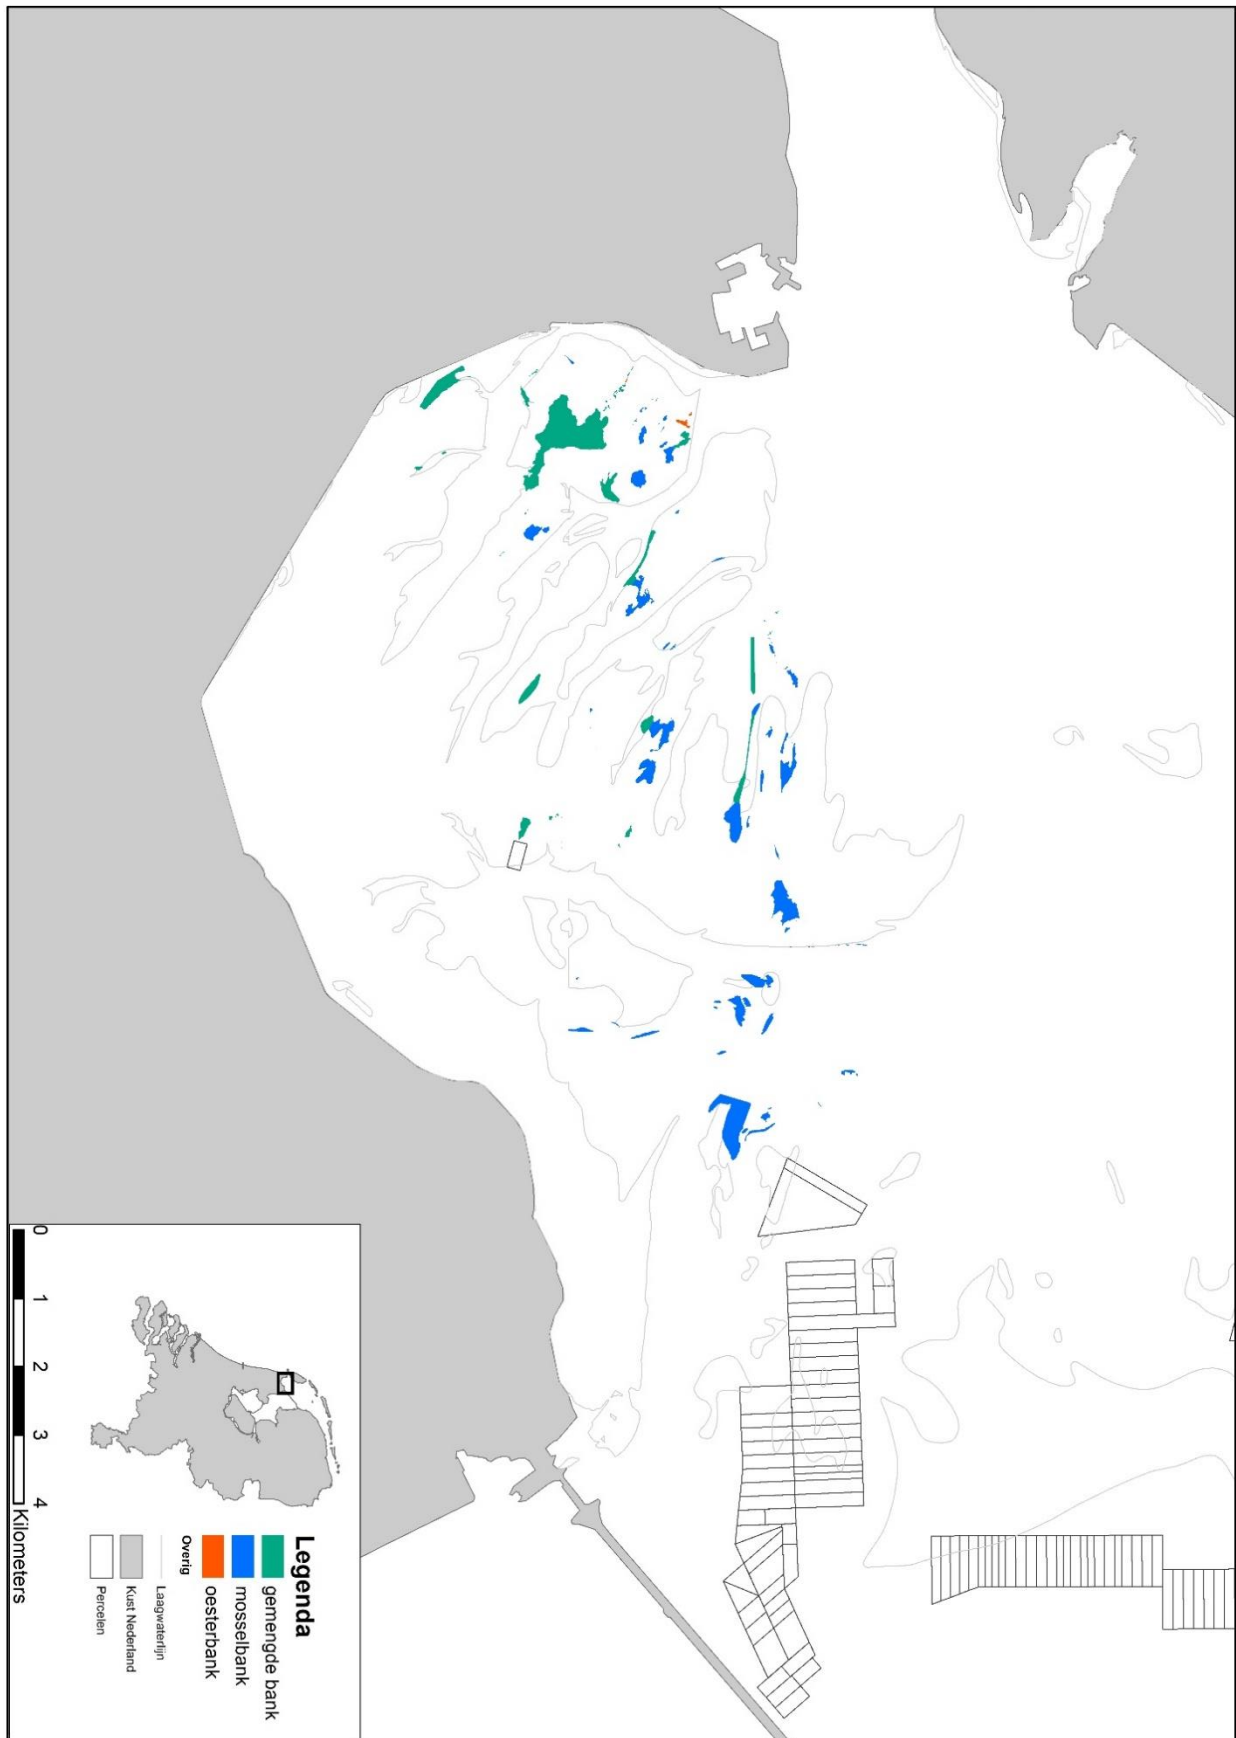 Legenda
gemengde bank
mosselbank
oesterbank
Overig
Laagwaterlijn
Kust Nederland
Percelen
0 1 2 3 4
Kilometers